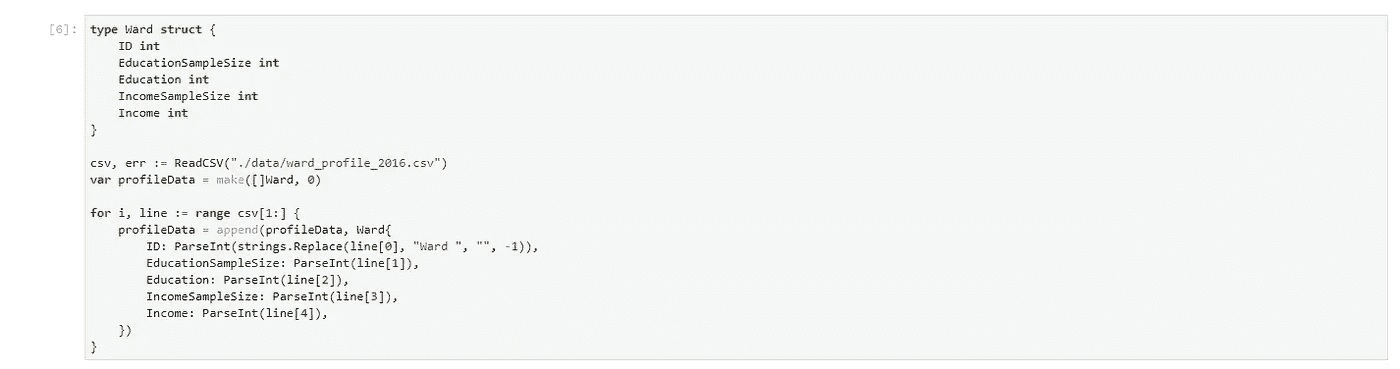 [6]: type Ward struct {
    ID int
    EducationSampleSize int
    Education int
    IncomeSampleSize int
    Income int
}
csv, err := ReadCSV("./data/ward_profile_2016.csv")
var profileData = make([]Ward, 0)
for i, line := range csv[1:] {
    profileData = append(profileData, Ward{
        ID: ParseInt(strings.Replace(line[0], "Ward ", "", -1)),
        EducationSampleSize: ParseInt(line[1]),
        Education: ParseInt(line[2]),
        IncomeSampleSize: ParseInt(line[3]),
        Income: ParseInt(line[4]),
    })
}